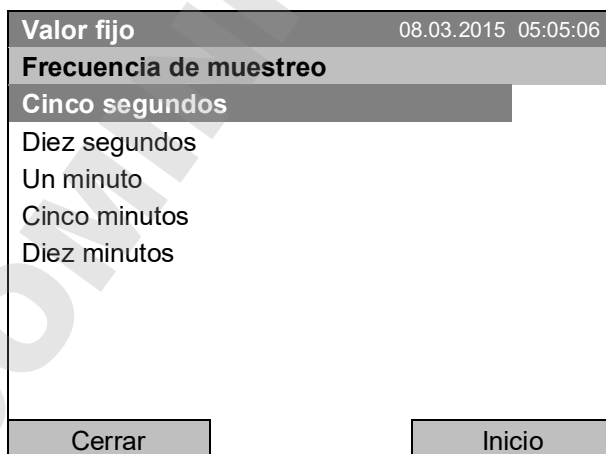 Valor fijo 08.03.2015 05:05:06
Frecuencia de muestreo
Cinco segundos
Diez segundos
Un minuto
Cinco minutos
Diez minutos
Cerrar Inicio